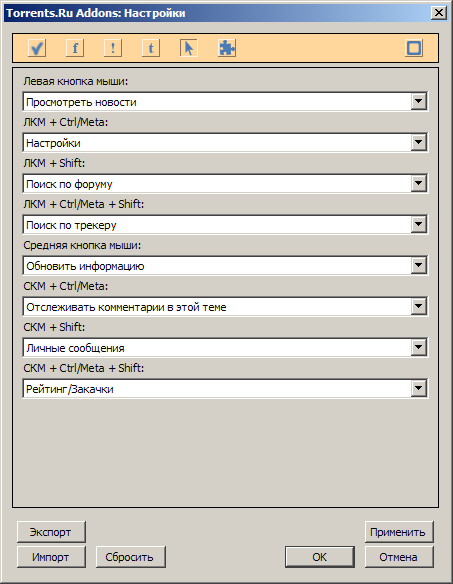 Torrents.Ru Addons: Настройки
f ! t
Левая кнопка мыши:
Просмотреть новости
ЛКМ + Ctrl/Meta:
Настройки
ЛКМ + Shift:
Поиск по форуму
ЛКМ + Ctrl/Meta + Shift:
Поиск по трекеру
Средняя кнопка мыши:
Обновить информацию
СКМ + Ctrl/Meta:
Отслеживать комментарии в этой теме
СКМ + Shift:
Личные сообщения
СКМ + Ctrl/Meta + Shift:
Рейтинг/Закачки
Экспорт Применить
Импорт Сбросить OK Отмена